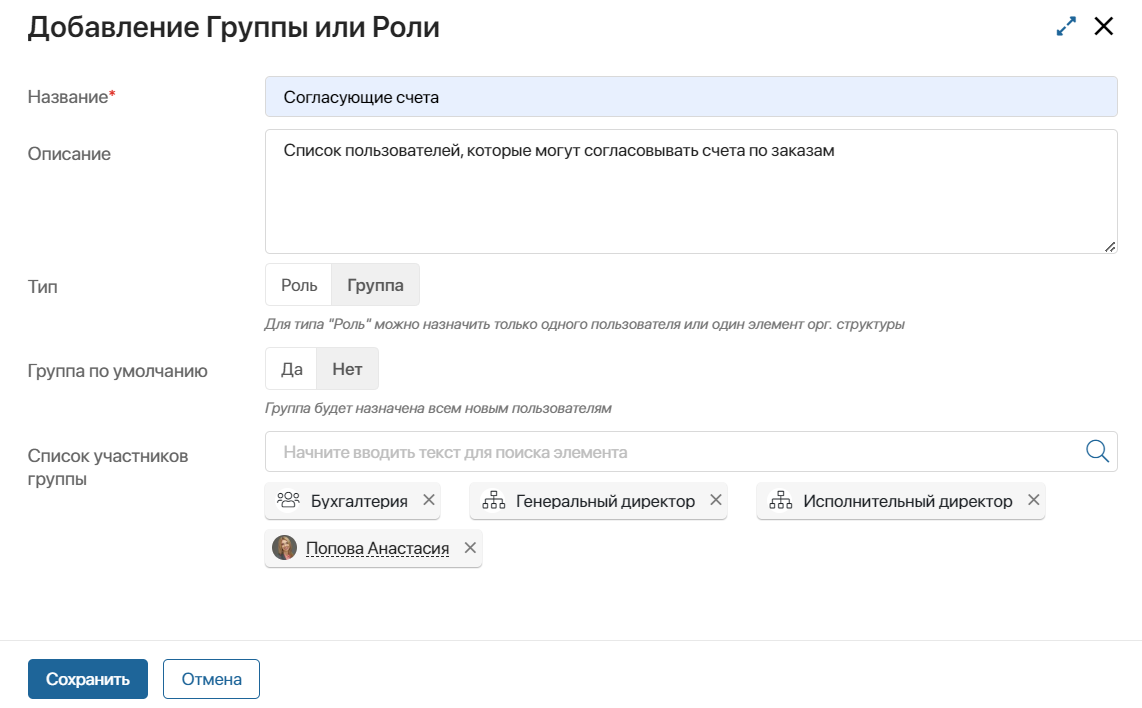 Добавление Группы или Роли
Название*
Согласующие счета
Описание
Список пользователей, которые могут согласовывать счета по заказам
Тип
Роль Группа
Для типа "Роль" можно назначить только одного пользователя или один элемент орг. структуры
Группа по умолчанию
Да Нет
Группа будет назначена всем новым пользователям
Список участников
группы
Начните вводить текст для поиска элемента
Бухгалтерия Генеральный директор Исполнительный директор
Попова Анастасия
Сохранить Отмена